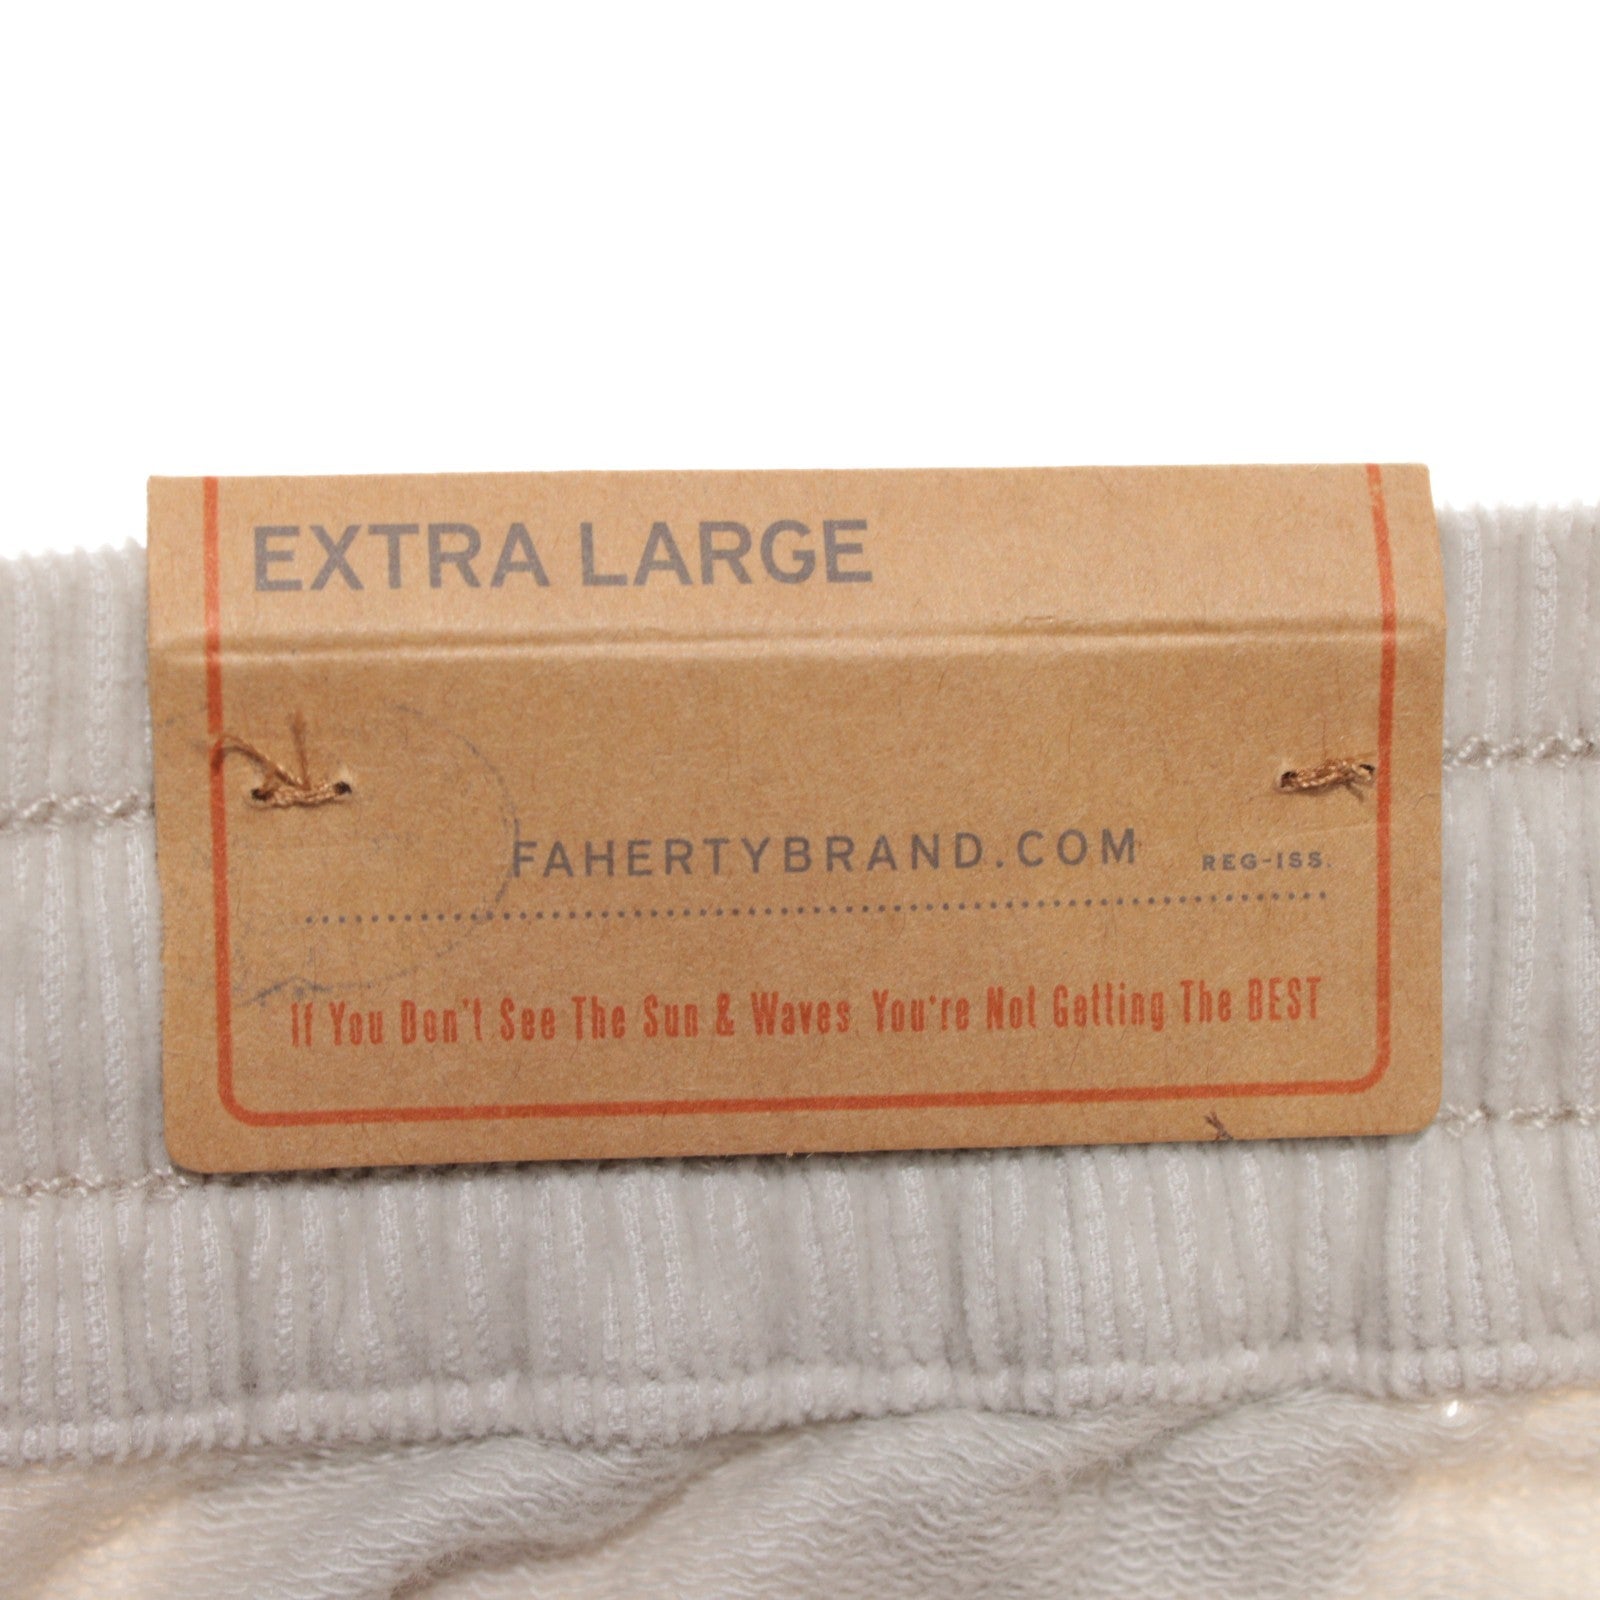 EXTRA LARGE
FAHERTYBRAND.COM REG-ISS.
If You Don't See The Sun & Waves You're Not Getting The BEST